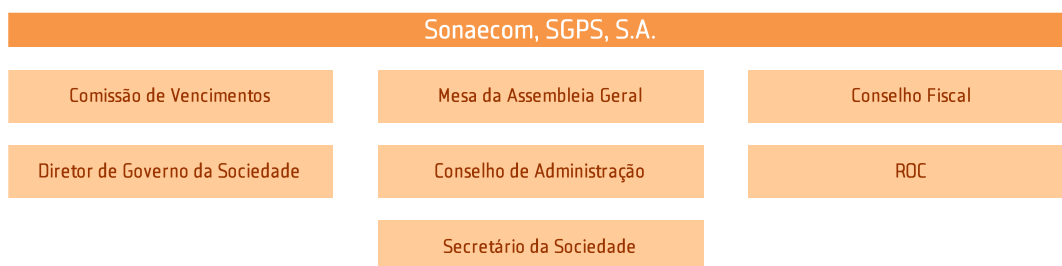 Sonaecom, SGPS, S.A.
Comissão de Vencimentos
Mesa da Assembleia Geral
Conselho Fiscal
Diretor de Governo da Sociedade
Conselho de Administração
ROC
Secretário da Sociedade